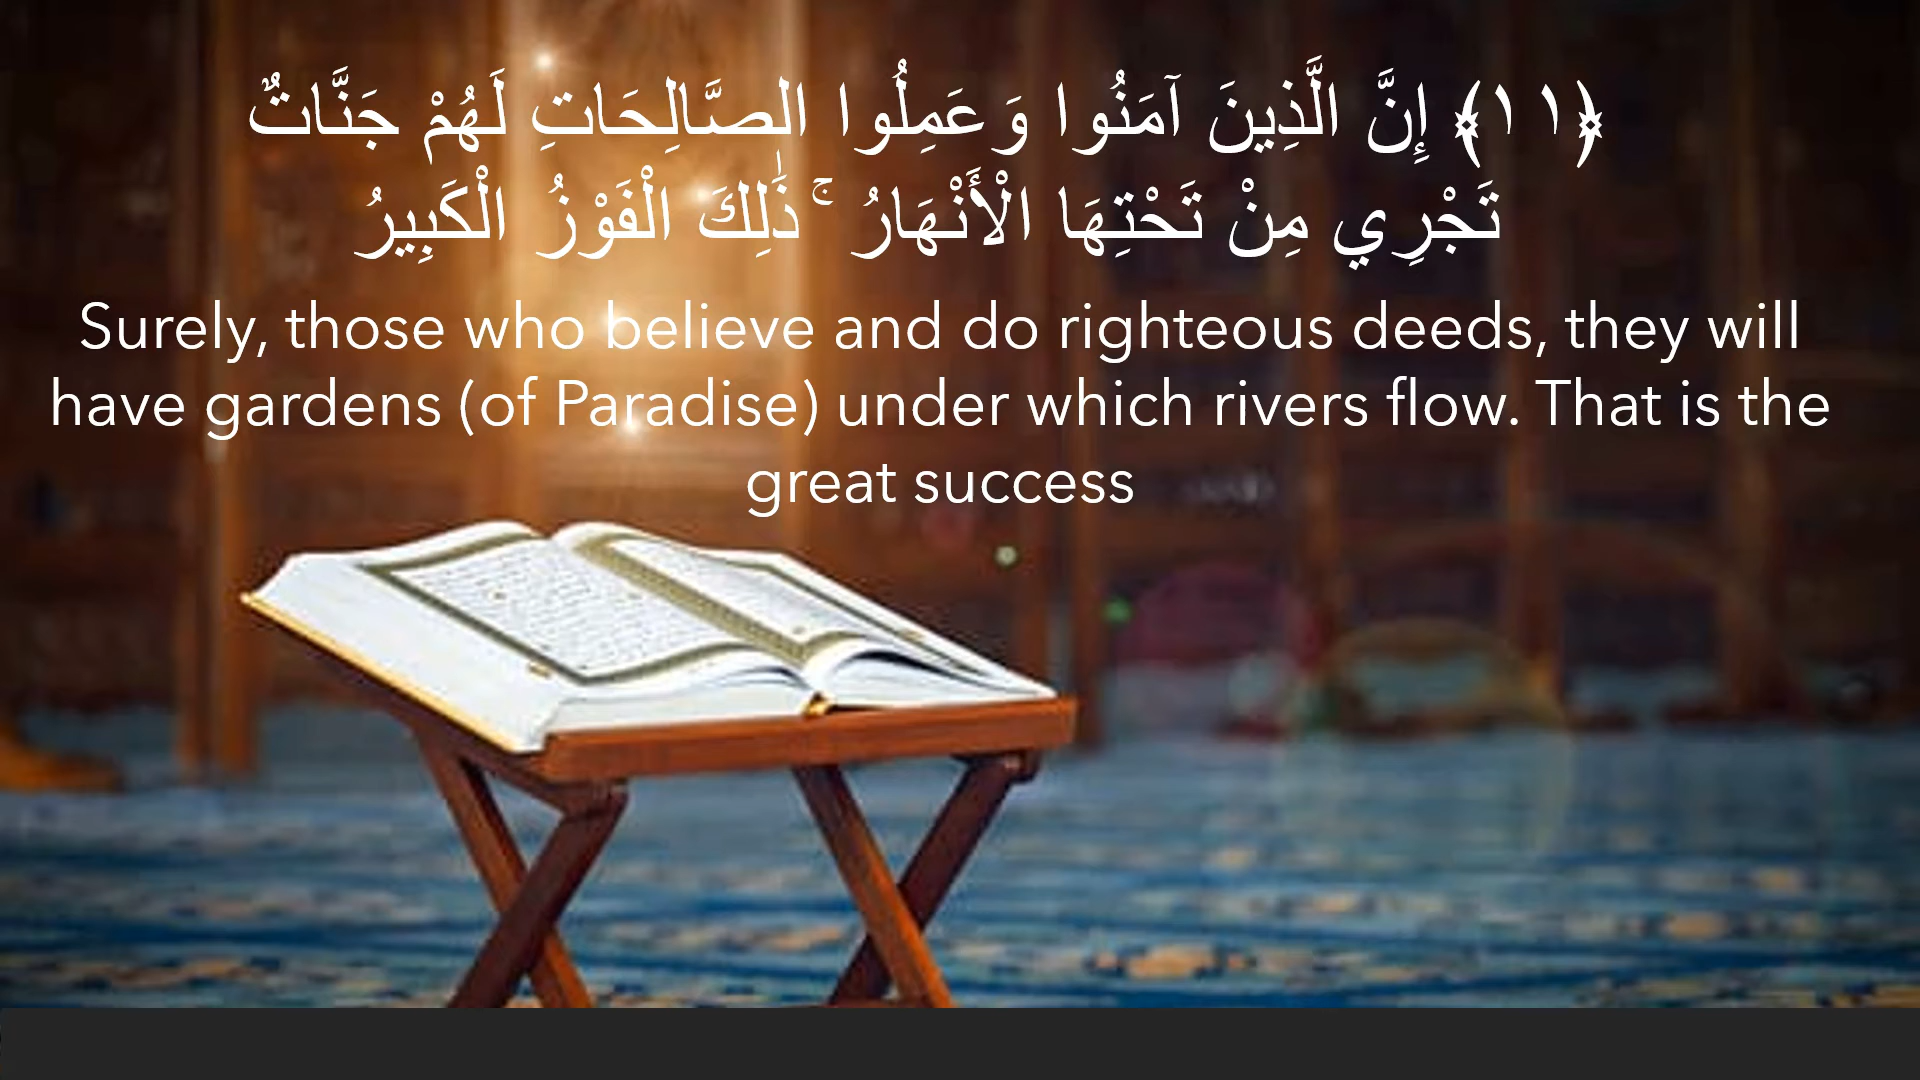 ﴿١١﴾ إِنَّ الَّذِينَ آمَنُوا وَعَمِلُوا الصَّالِحَاتِ لَهُمْ جَنَّاتٌ
تَجْرِي مِنْ تَحْتِهَا الْأَنْهَارُ ۚ ذَٰلِكَ الْفَوْزُ الْكَبِيرُ
Surely, those who believe and do righteous deeds, they will
have gardens (of Paradise) under which rivers flow. That is the
great success